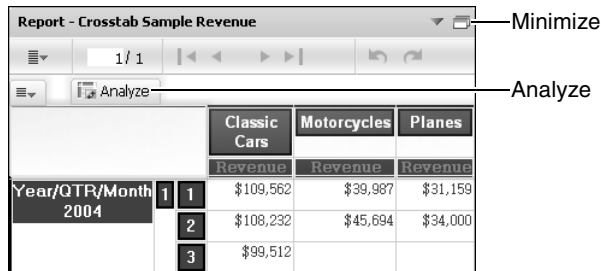 Report - Crosstab Sample Revenue
Minimize
1/ 1
Analyze
Analyze
Classic Cars Motorcycles Planes
Revenue Revenue Revenue
Year/QTR/Month 2004 1 1 $109,562 $39,987 $31,159
2 $108,232 $45,694 $34,000
3 $99,512